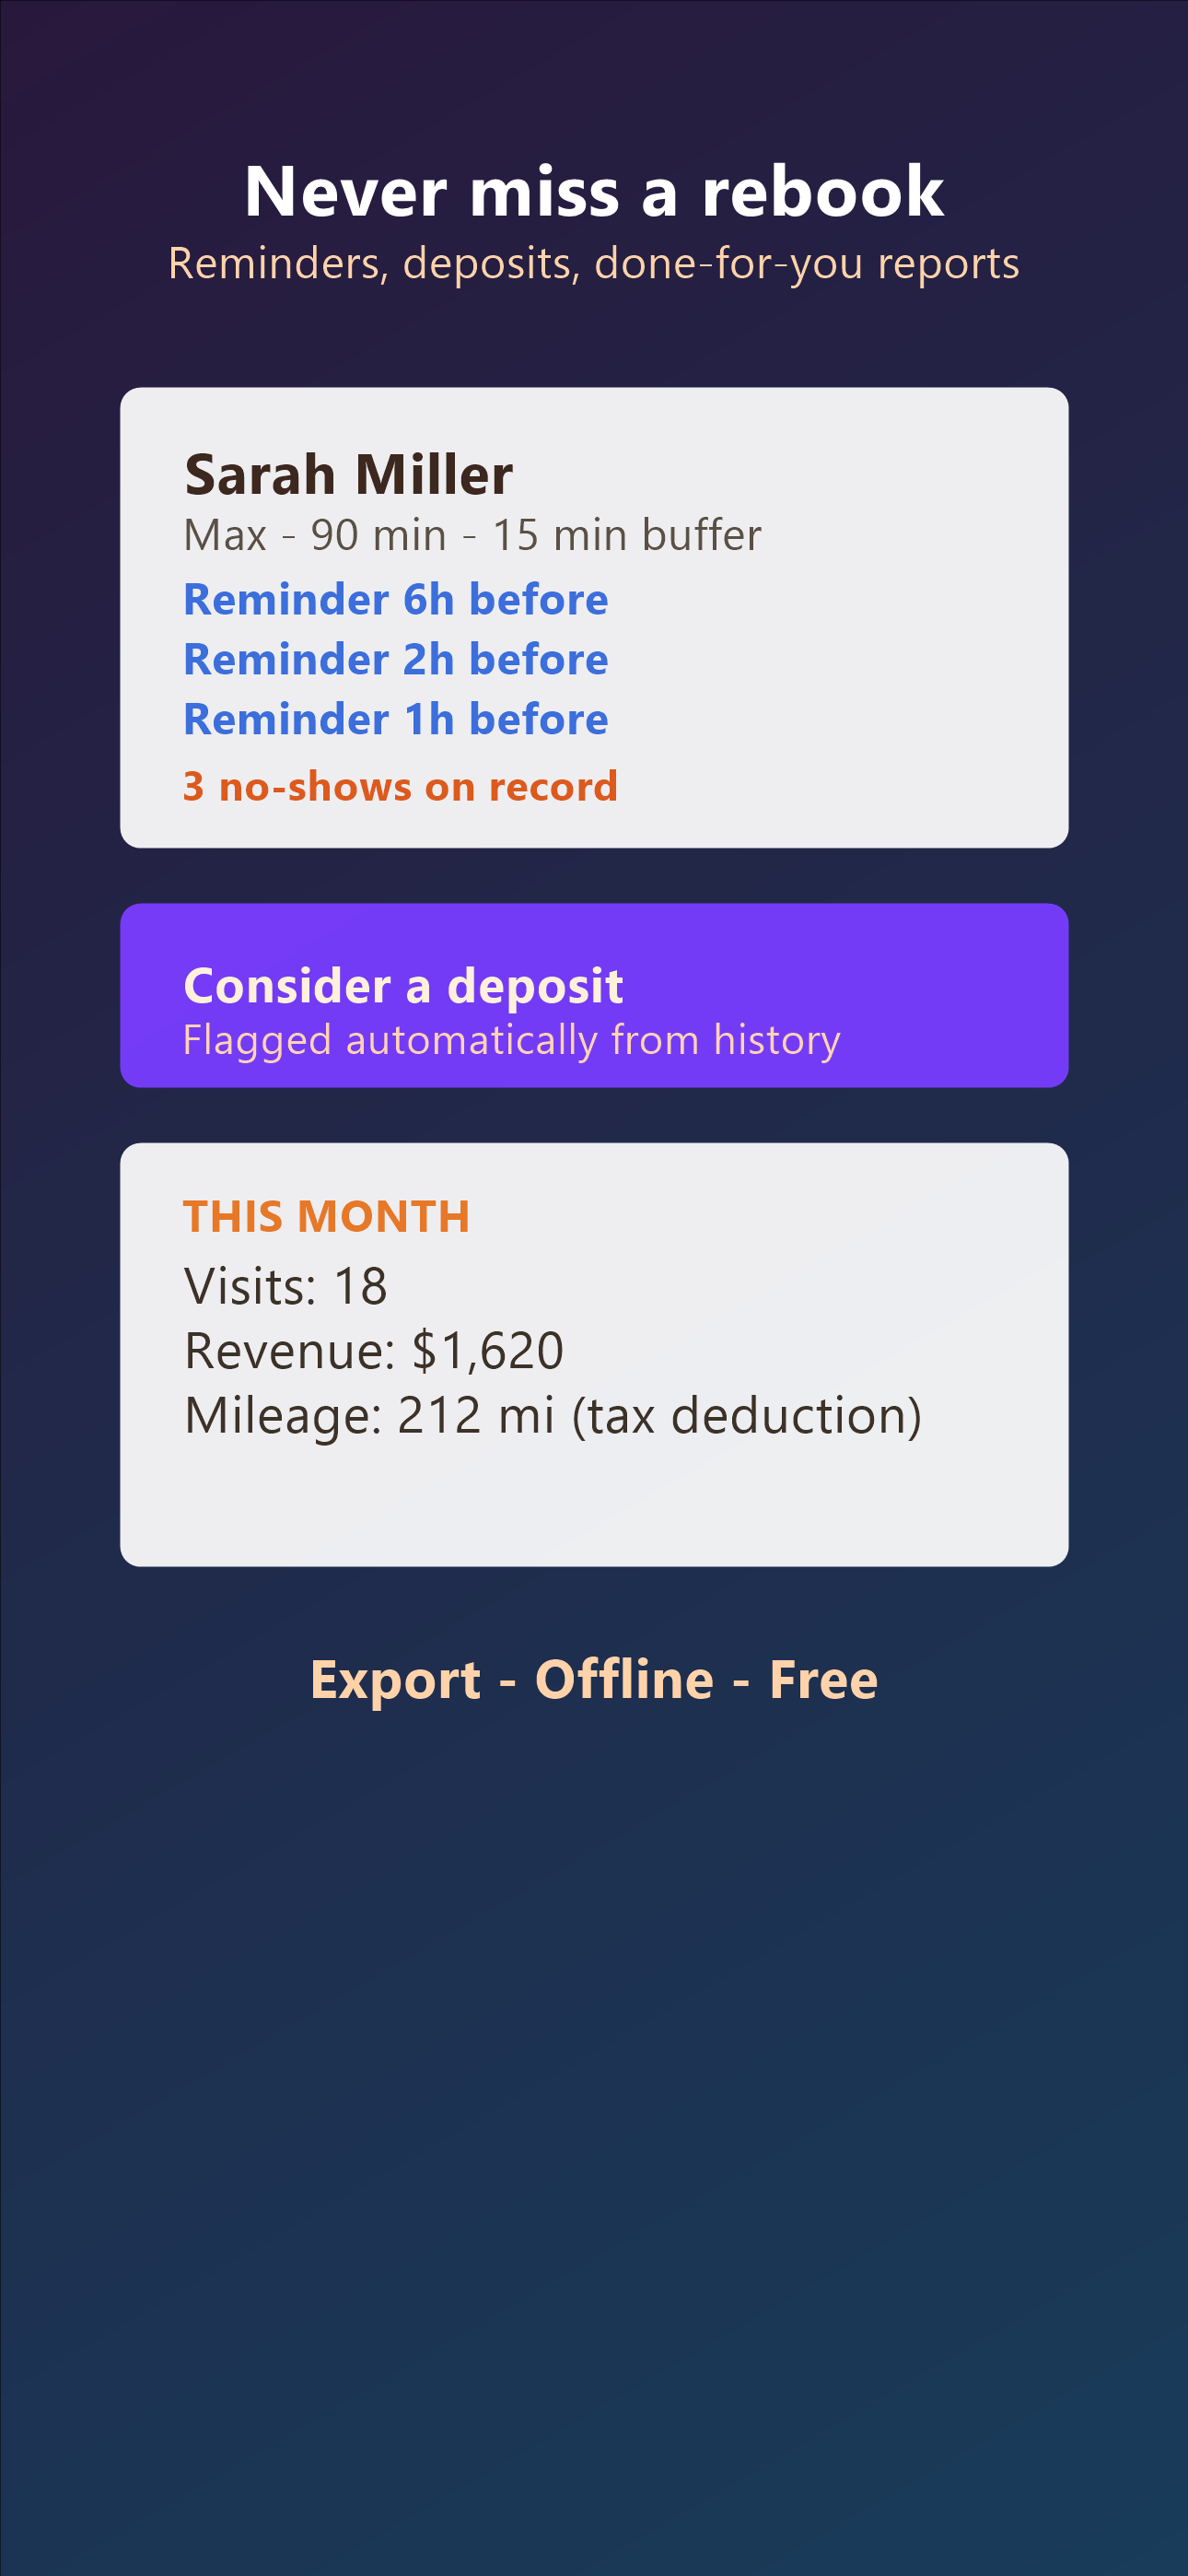 Never miss a rebook
Reminders, deposits, done-for-you reports
Sarah Miller
Max - 90 min - 15 min buffer
Reminder 6h before
Reminder 2h before
Reminder 1h before
3 no-shows on record
Consider a deposit
Flagged automatically from history
THIS MONTH
Visits: 18
Revenue: $1,620
Mileage: 212 mi (tax deduction)
Export - Offline - Free